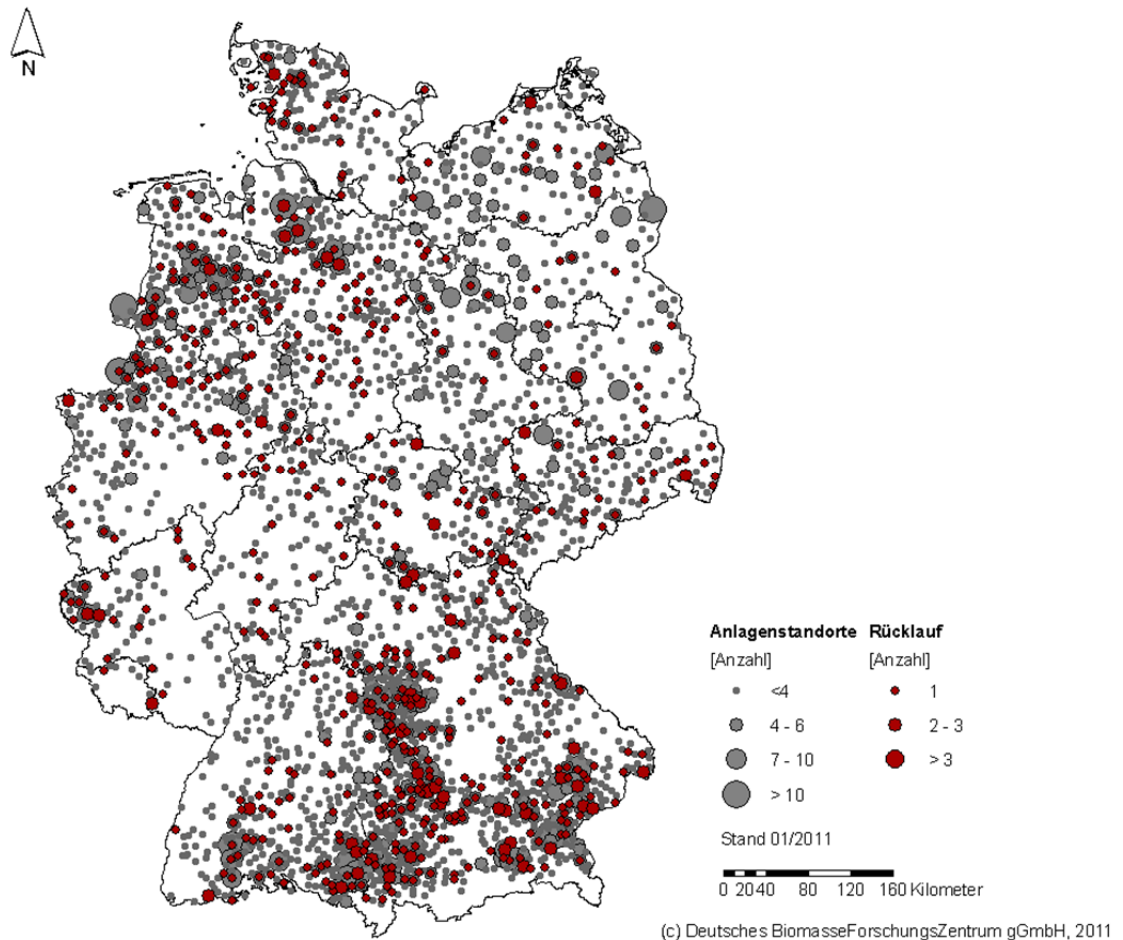 N
Anlagenstandorte Rücklauf
[Anzahl] [Anzahl]
<4 1
4 - 6 2 - 3
7 - 10 > 3
> 10
Stand 01/2011
0 20 40 80 120 160 Kilometer
(c) Deutsches BiomasseForschungsZentrum gGmbH, 2011